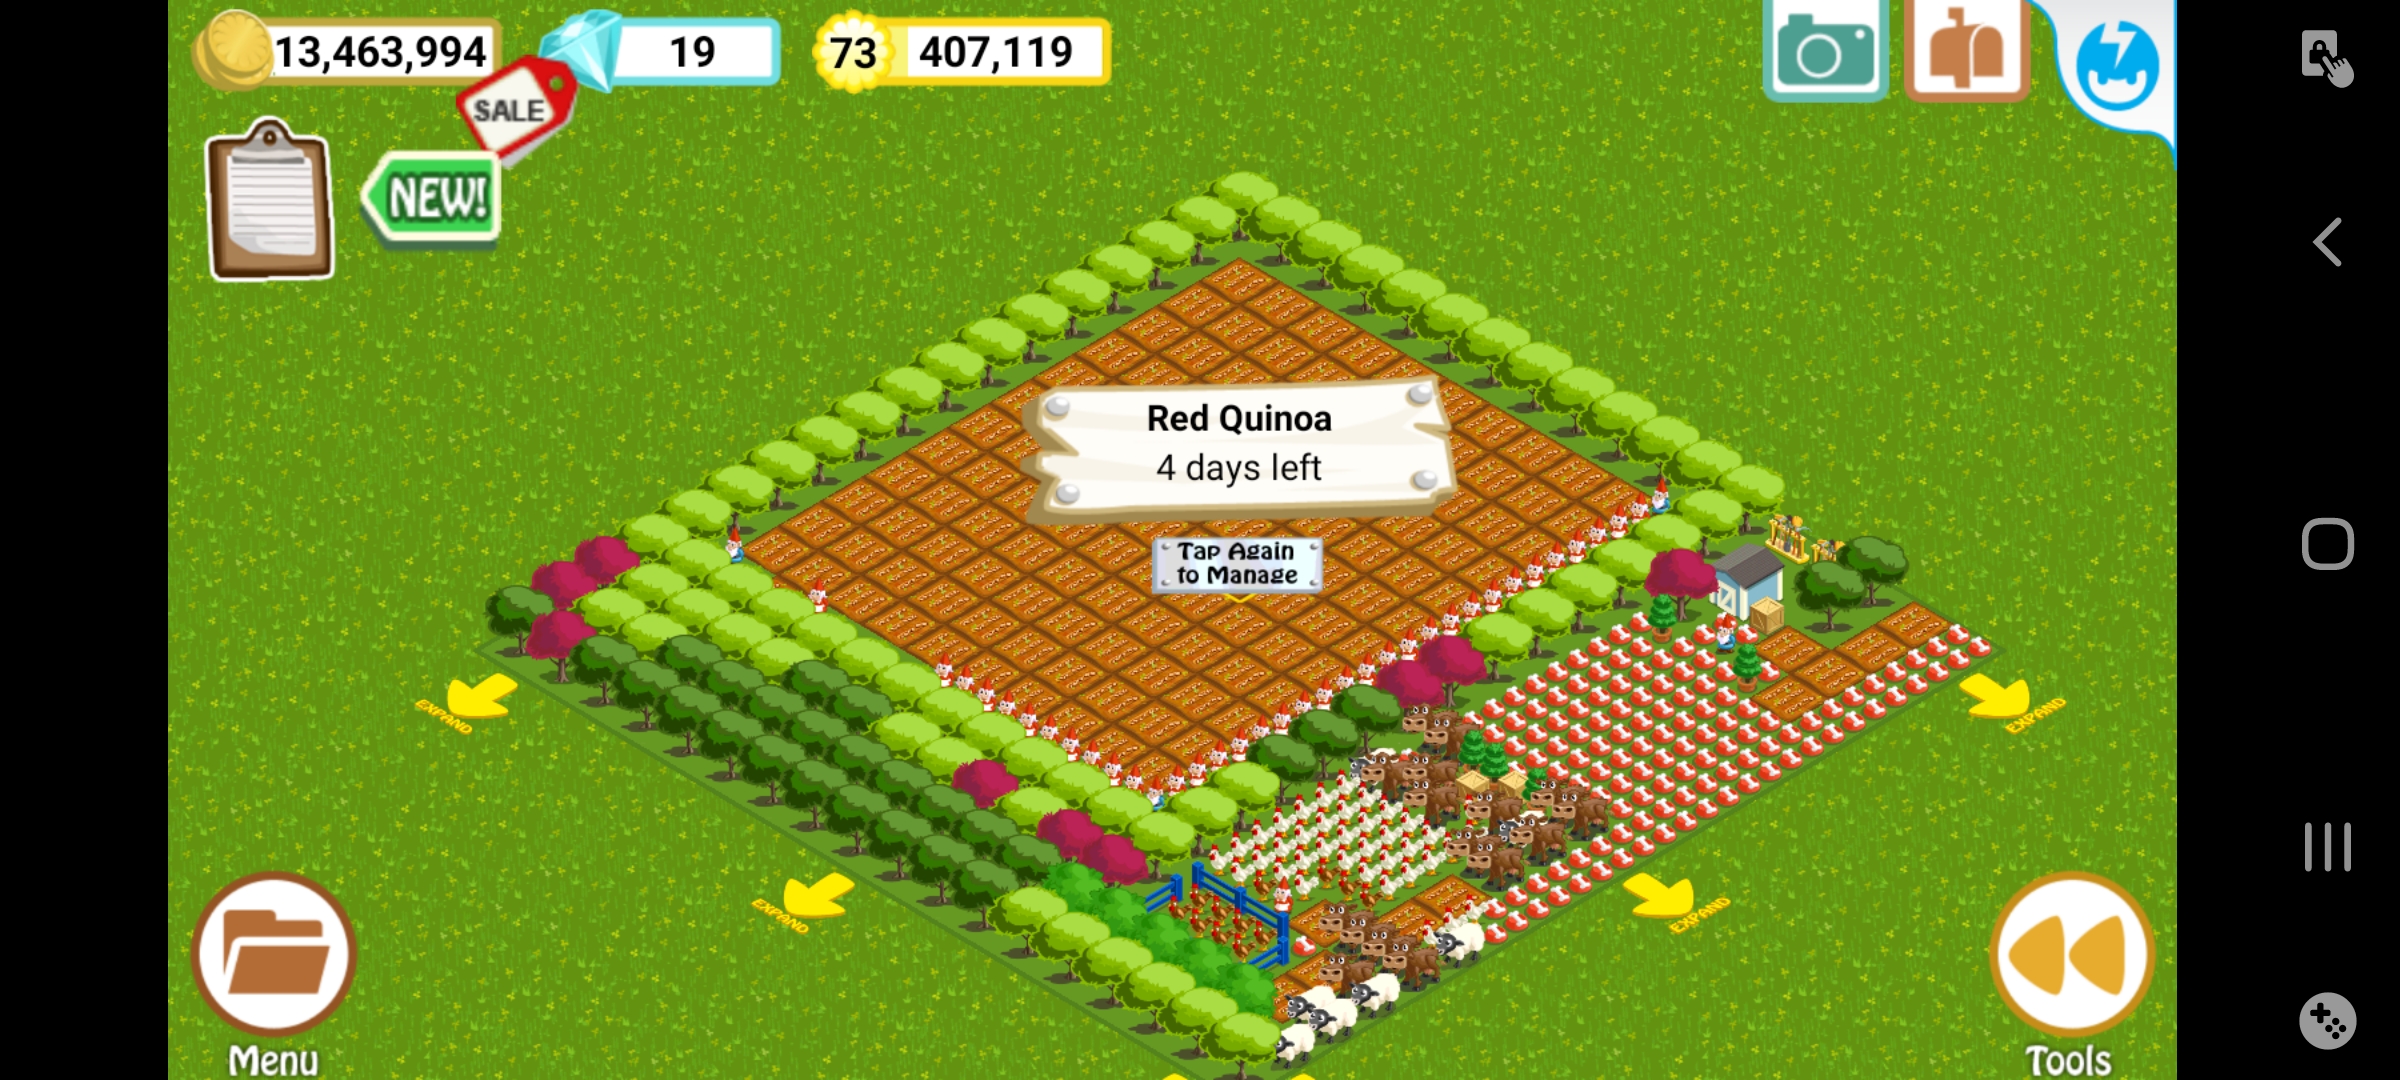 13,463,994
19
73
407,119
SALE
NEW!
Red Quinoa
4 days left
Tap Again
to Manage
EXPAND
EXPAND
EXPAND
EXPAND
Menu
Tools